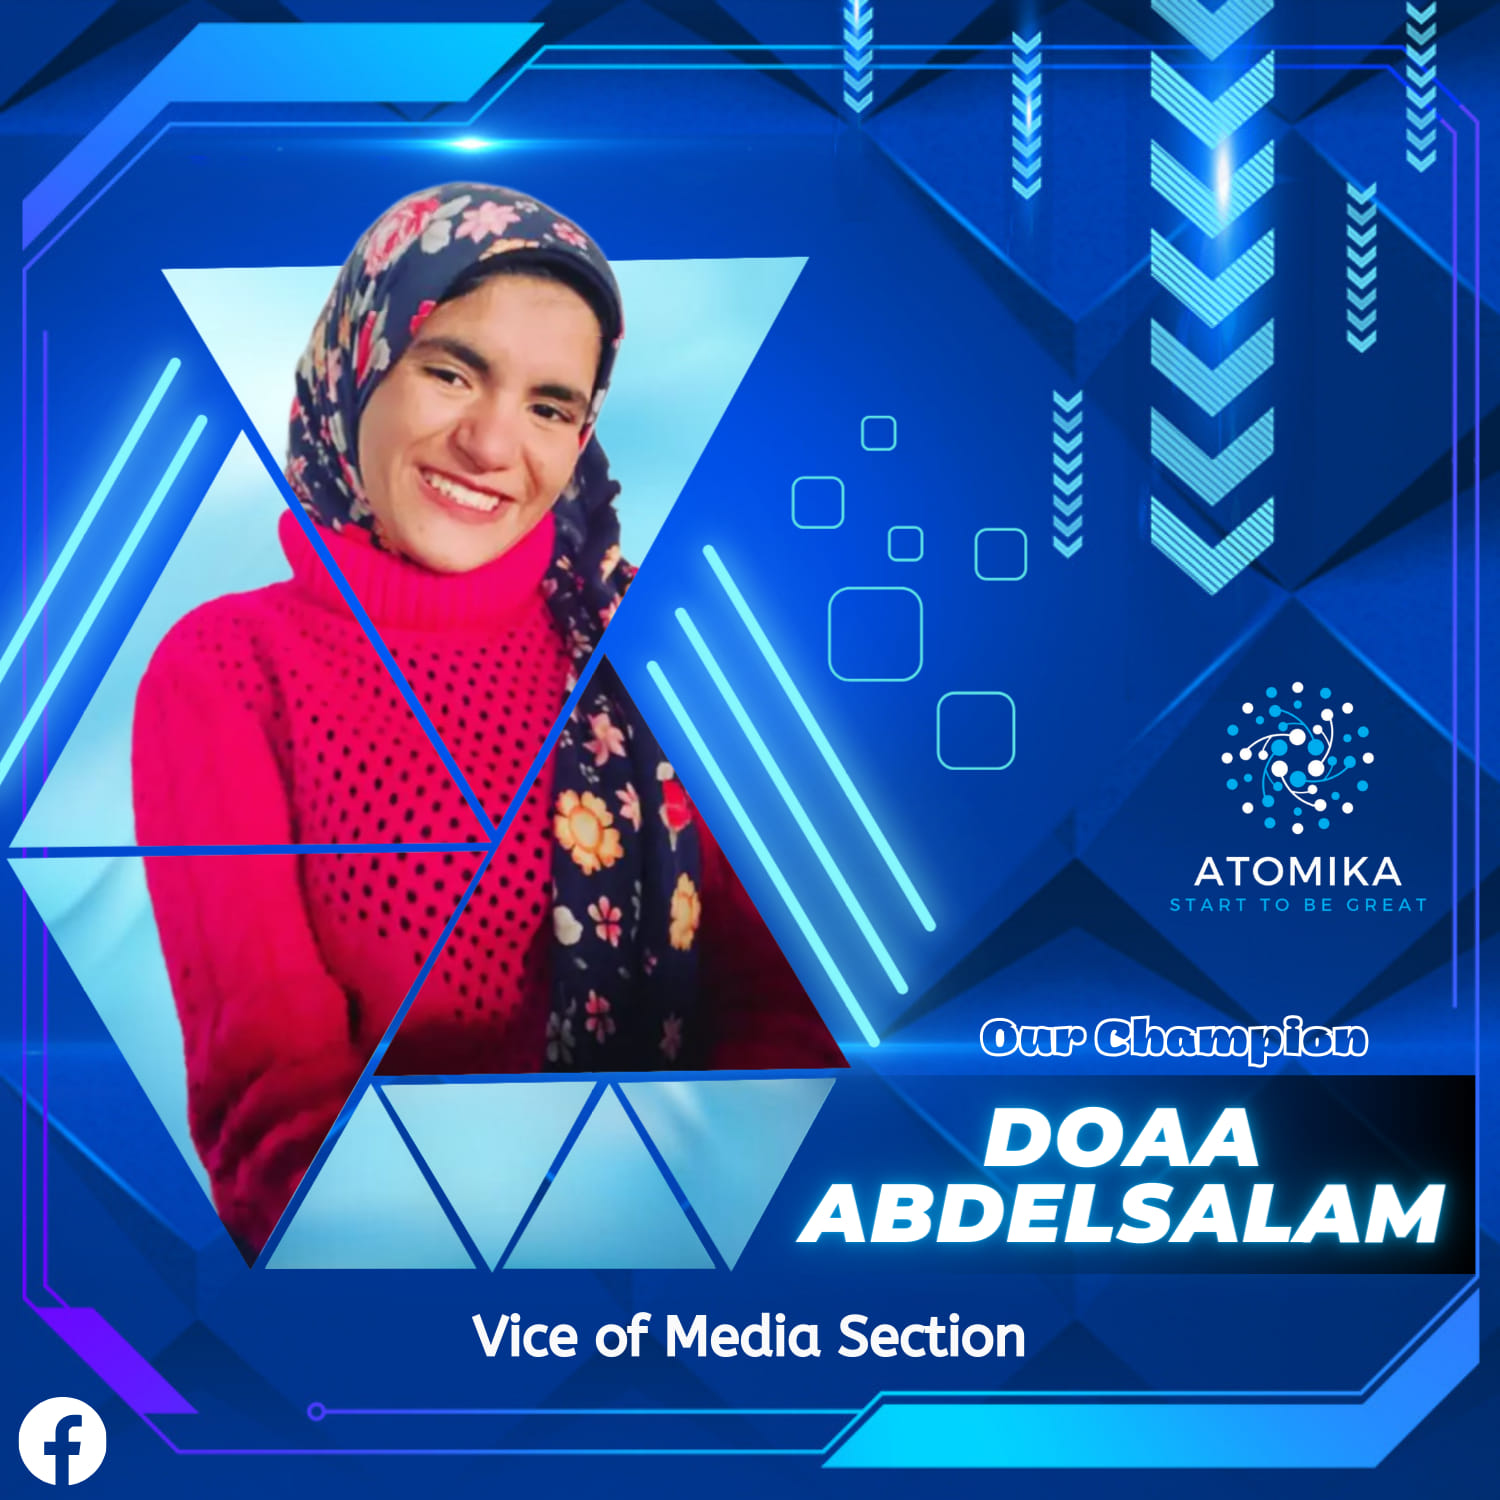 ATOMIKA
START TO BE GREAT
Our Champion
DOAA
ABDELSALAM
Vice of Media Section